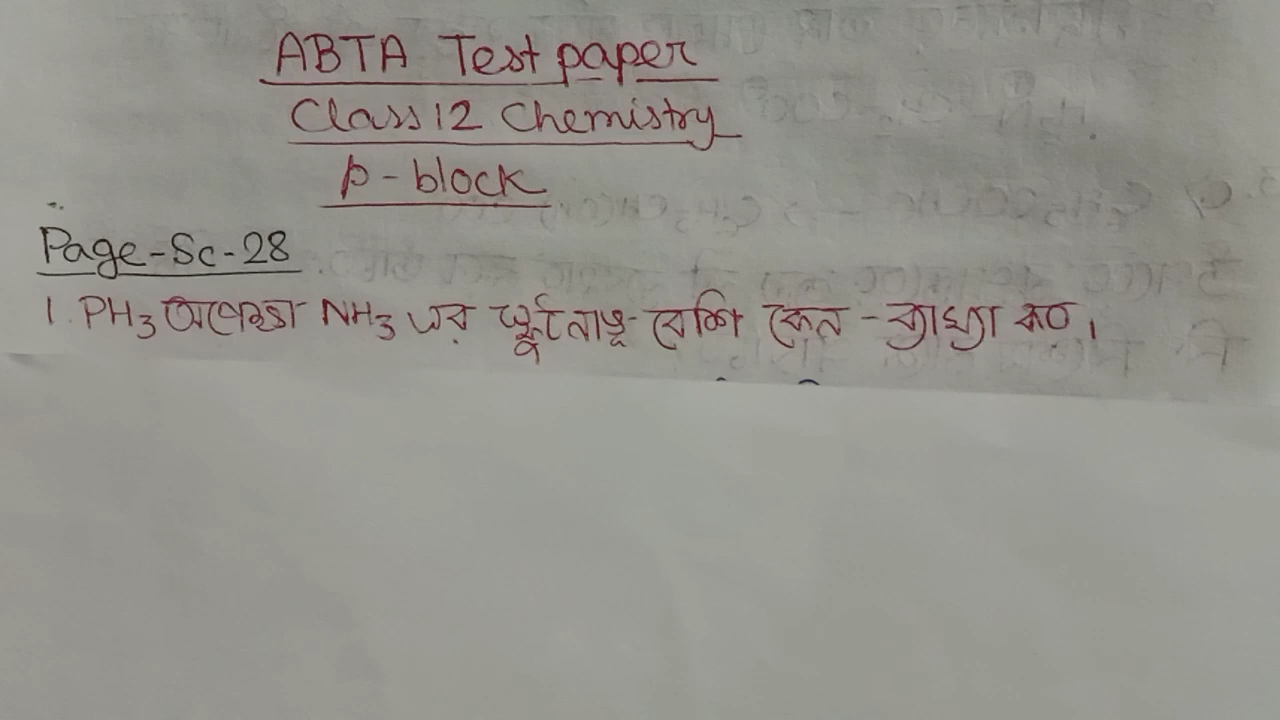 ABTA Test paper
Class 12 Chemistry
p-block
Page-Sc-28
1. PH3 অপেক্ষা NH3 এর স্ফুটনাঙ্ক বেশি কেন - ব্যাখ্যা কর।